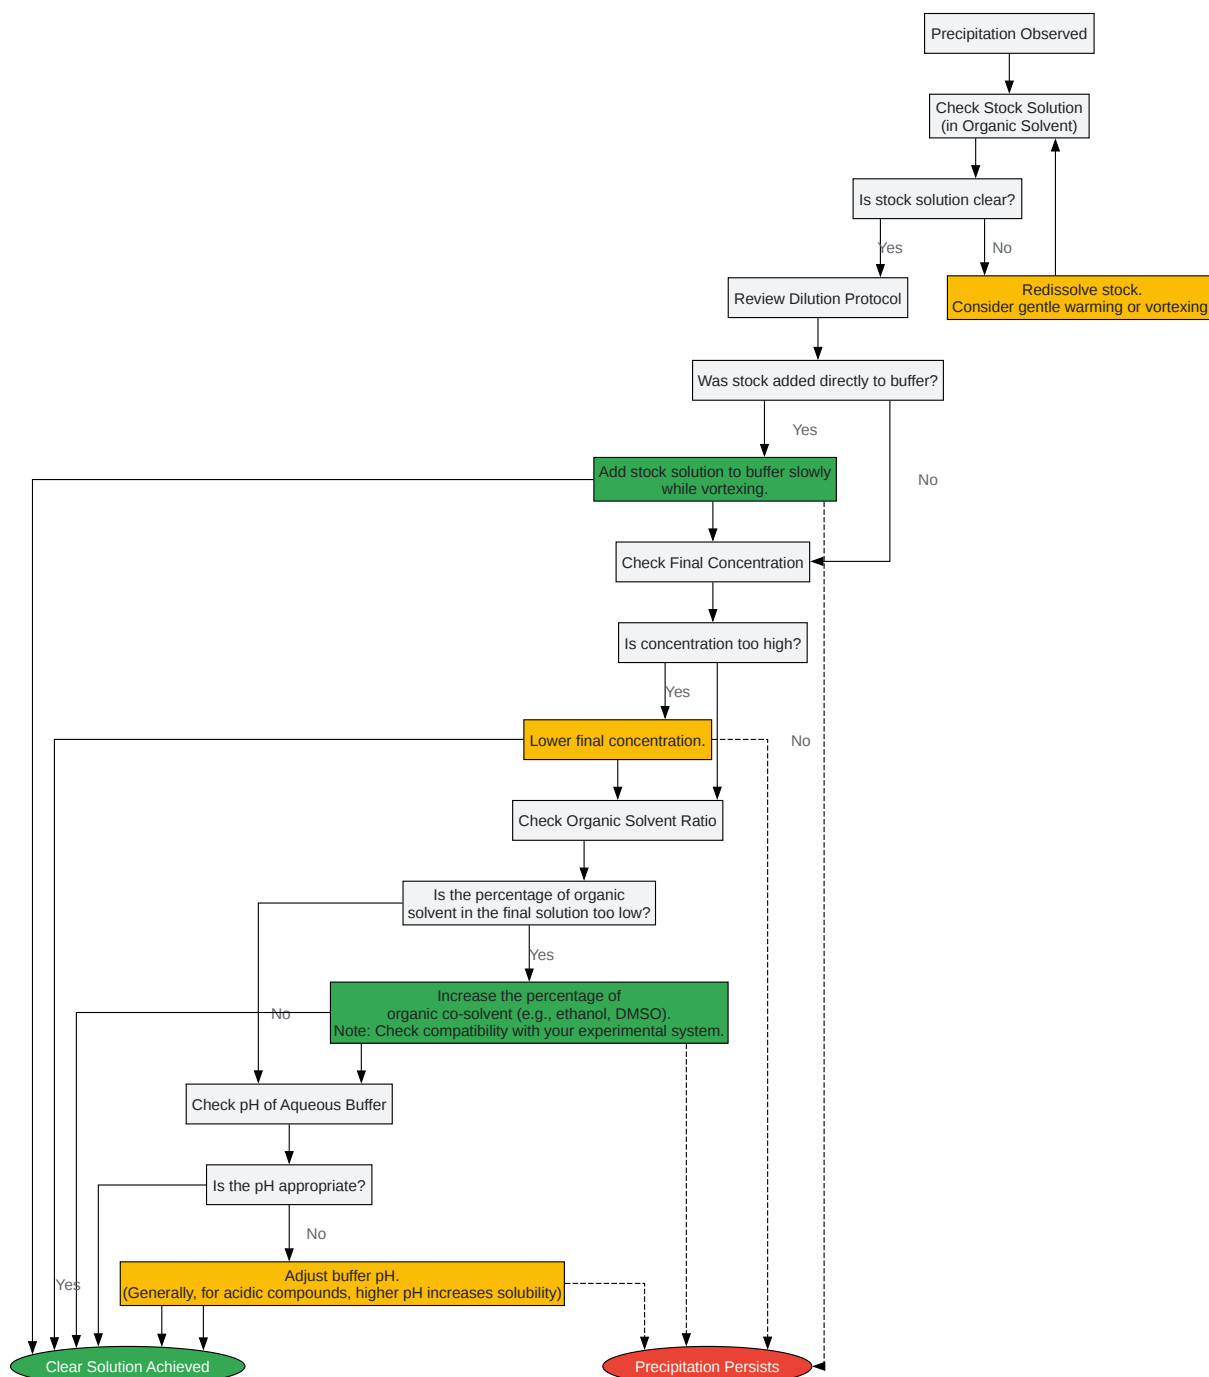 Precipitation Observed
Check Stock Solution
(in Organic Solvent)
Is stock solution clear?
Yes
No
Review Dilution Protocol
Redissolve stock.
Consider gentle warming or vortexing
Was stock added directly to buffer?
Yes
Add stock solution to buffer slowly
while vortexing.
No
Check Final Concentration
Is concentration too high?
Yes
Lower final concentration.
No
Check Organic Solvent Ratio
Is the percentage of organic
solvent in the final solution too low?
Yes
Increase the percentage of
organic co-solvent (e.g., ethanol, DMSO).
Note: Check compatibility with your experimental system.
No
Check pH of Aqueous Buffer
Is the pH appropriate?
No
Adjust buffer pH.
(Generally, for acidic compounds, higher pH increases solubility)
Yes
Clear Solution Achieved
Precipitation Persists